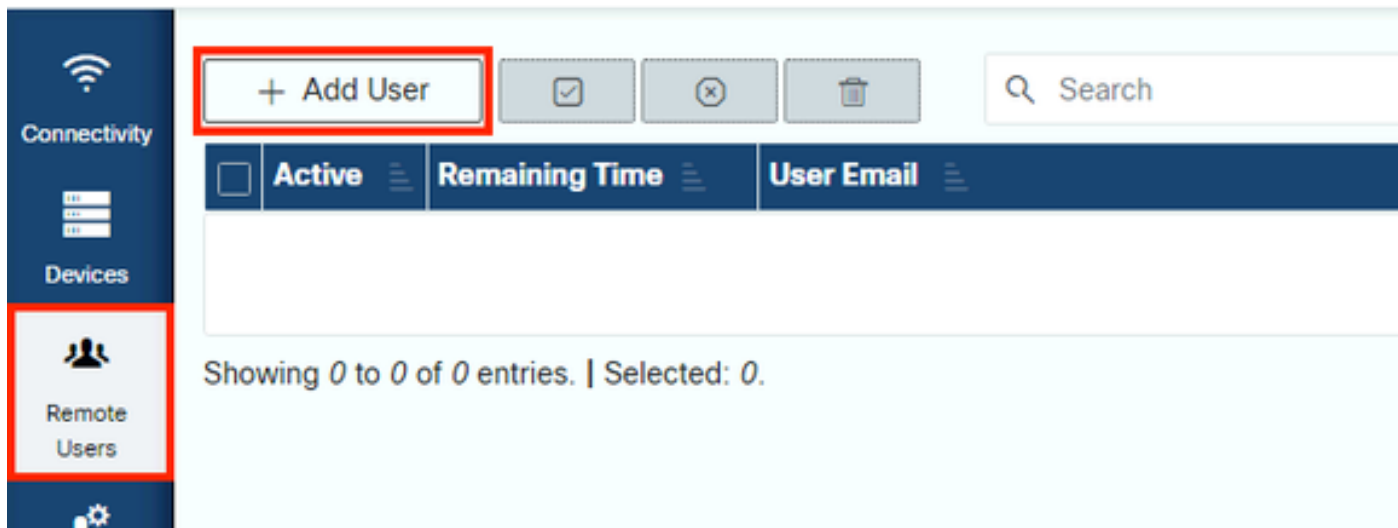 Connectivity
Devices
Remote
Users
+ Add User
Search
Active
Remaining Time
User Email
Showing 0 to 0 of 0 entries. | Selected: 0.